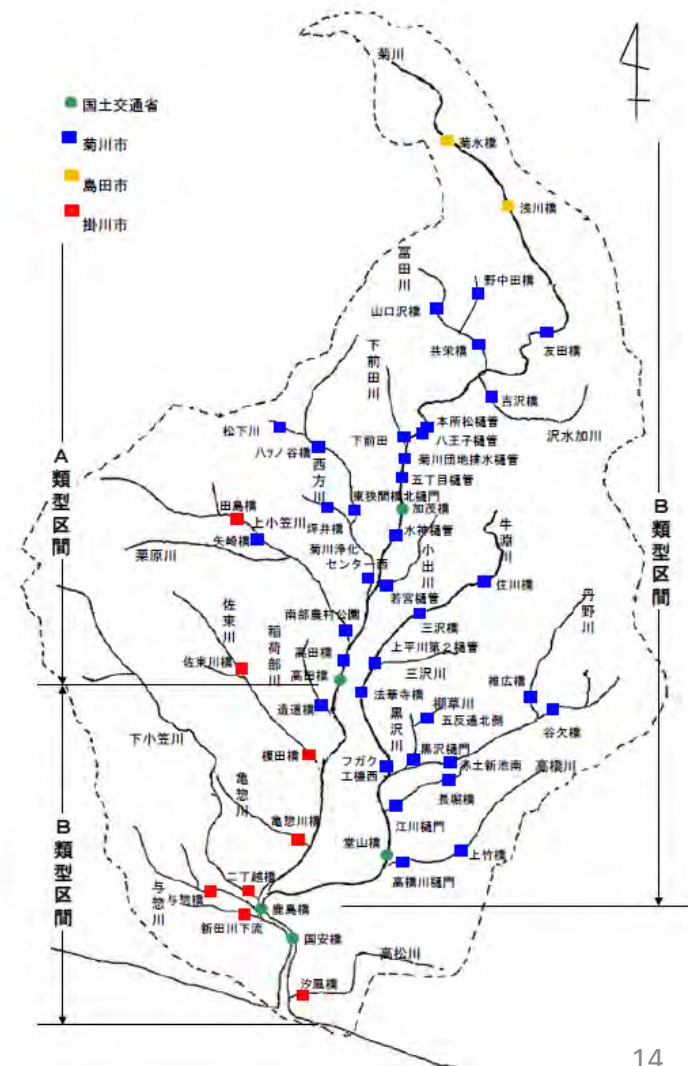 菊川
国土交通省
菊川市
島田市
掛川市
菊水橋
浅川橋
富田川
野中田橋
山口沢橋
共栄橋
友田橋
下前田川
吉沢橋
沢水加川
本所松樋管
八王子樋管
下前田
菊川団地排水樋管
五丁目樋管
松下川
八ツノ谷橋
西方川
東狭間橋北樋門
加茂橋
坪井橋
水神樋管
小出川
牛淵川
A類型区間
B類型区間
田島橋
上小笠川
矢崎橋
栗原川
菊川浄化
センター西
若宮樋管
住川橋
三沢橋
丹野川
佐束川
稲荷部川
南部農村公園
上平川第2樋管
三沢川
佐束川橋
高田橋
高田橋
法華寺橋
造道橋
御草川
五反通北側
雅広橋
谷欠橋
黒沢川
黒沢樋門
赤土新池南
下小笠川
榎田橋
フガク
工機西
高橋川
長堀橋
江川樋門
亀惣川
亀惣川橋
堂山橋
上竹橋
高橋川樋門
B類型区間
二丁越橋
与惣川
与惣橋
鹿島橋
新田川下流
国安橋
高松川
汐風橋
14